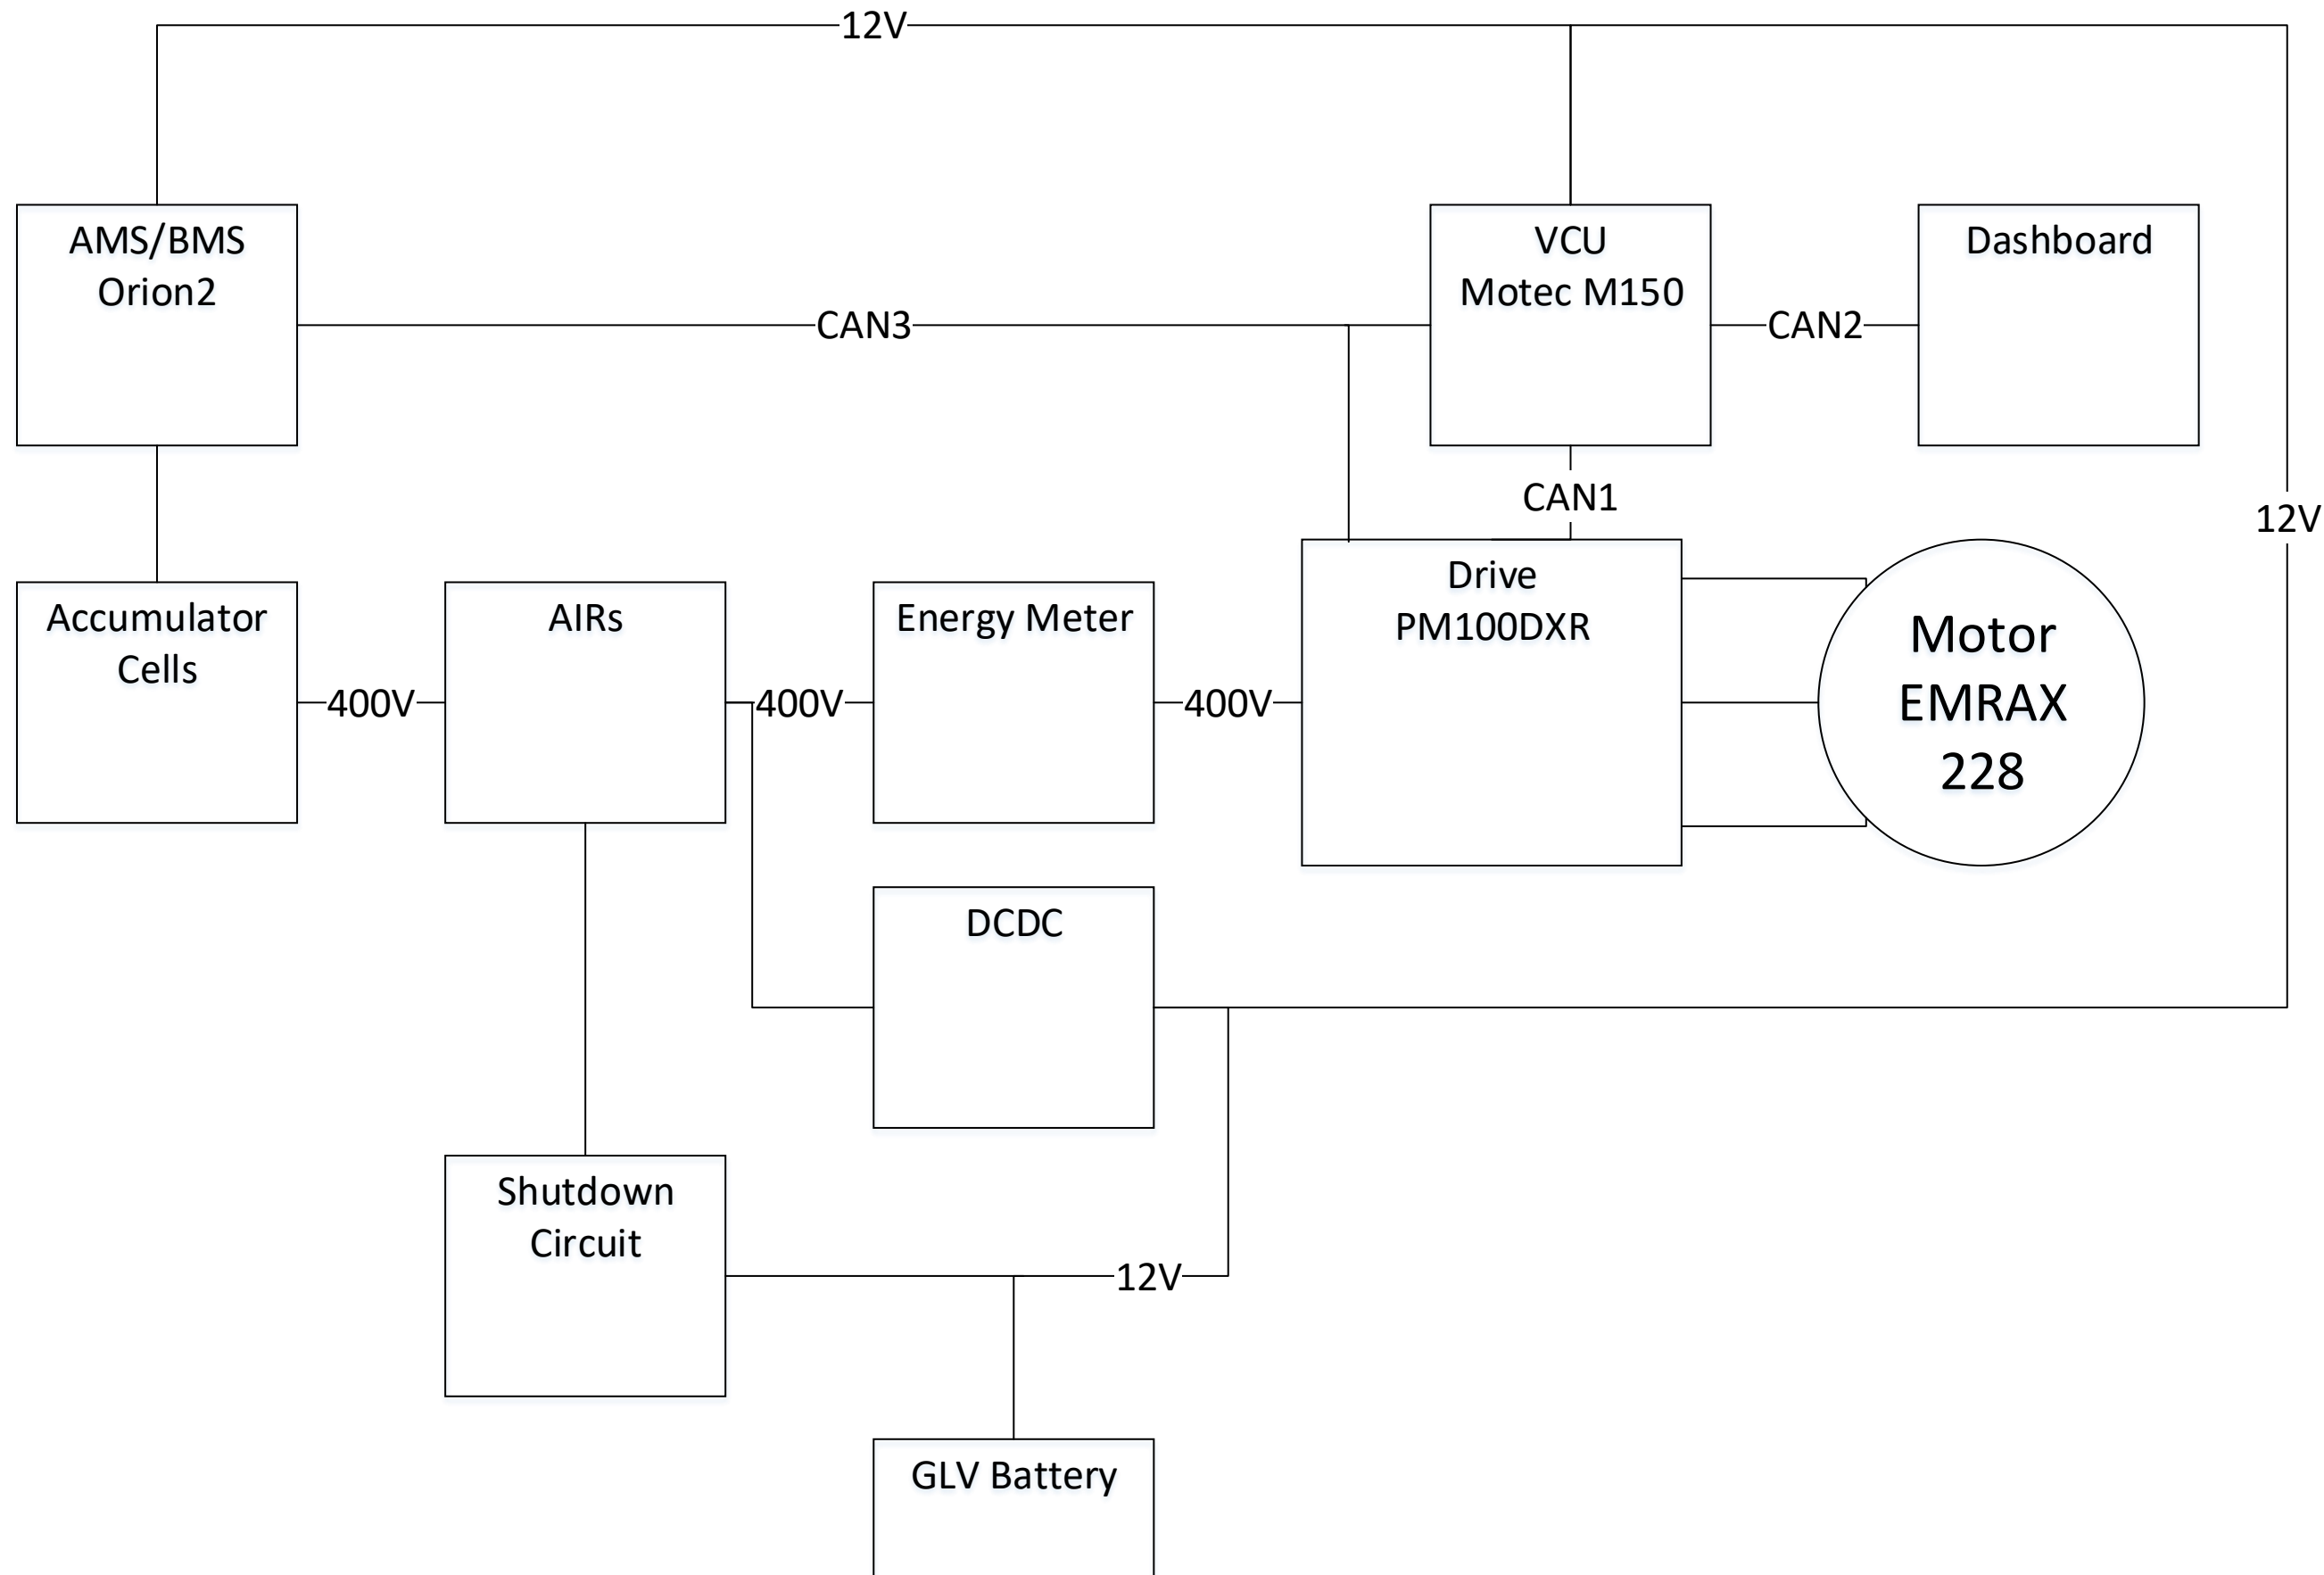 12V
AMS/BMS
Orion2
VCU
Motec M150
Dashboard
CAN3
CAN2
CAN1
12V
Accumulator
Cells
AIRs
Energy Meter
Drive
PM100DXR
Motor
EMRAX
228
400V
400V
400V
DCDC
Shutdown
Circuit
12V
GLV Battery